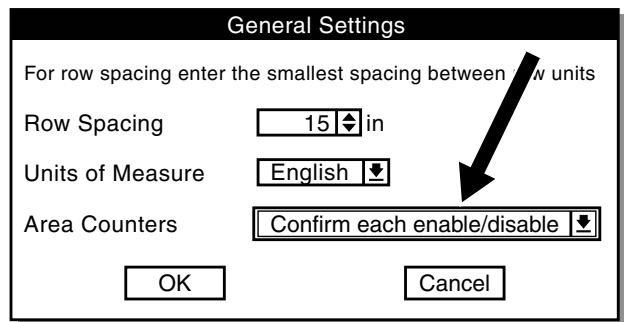 General Settings
For row spacing enter the smallest spacing between units
Row Spacing 15 in
Units of Measure English
Area Counters Confirm each enable/disable
OK Cancel